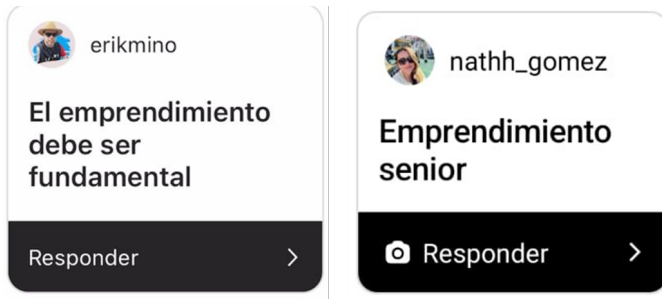 erikmino
El emprendimiento
debe ser
fundamental
Responder
nathh_gomez
Emprendimiento
senior
Responder